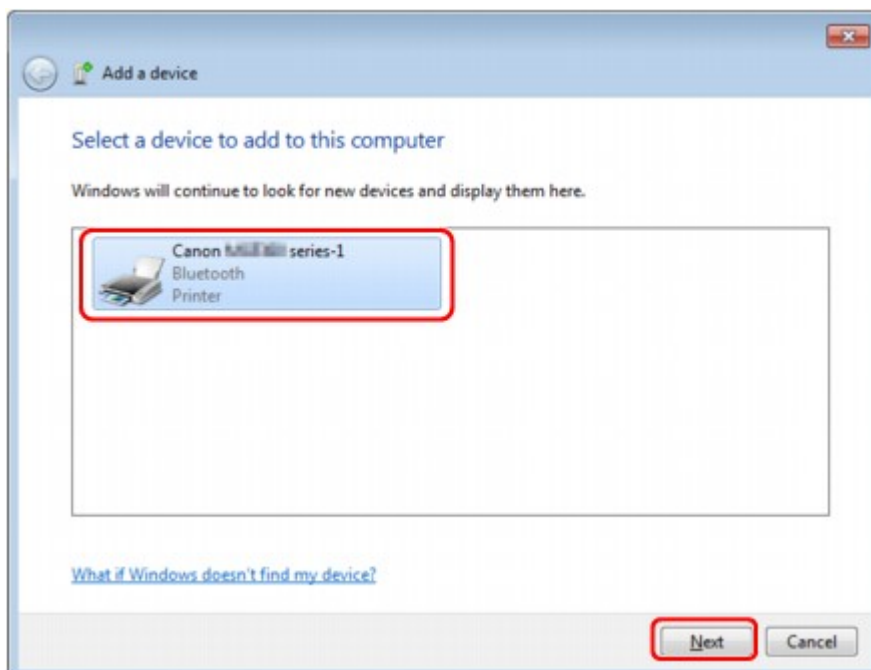 Add a device
Select a device to add to this computer
Windows will continue to look for new devices and display them here.
Canon series-1
Bluetooth
Printer
What if Windows doesn't find my device?
Next
Cancel